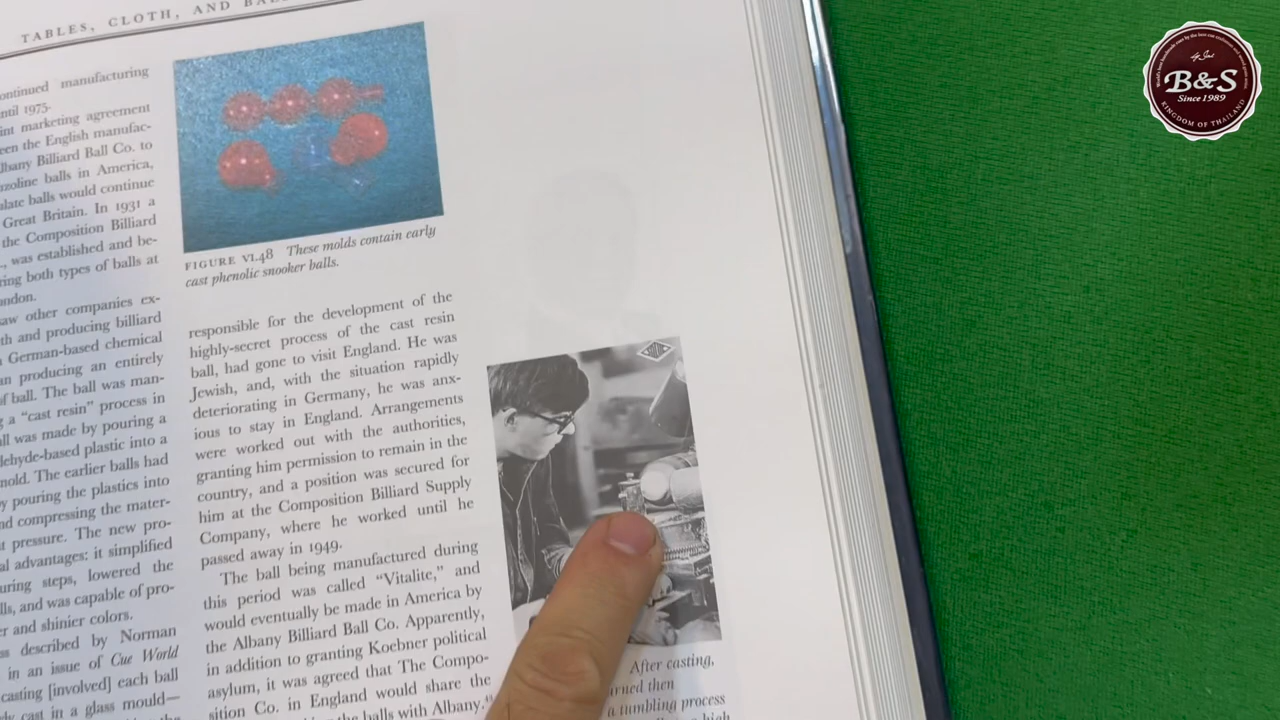 TABLES, CLOTH, AND
ontinued manufacturing
ntil 1975.
int marketing agreement
een the English manufac-
lbany Billiard Ball Co. to
nzoline balls in America,
alate balls would continue
Great Britain. In 1931 a
the Composition Billiard
., was established and be-
ring both types of balls at
ondon.
aw other companies ex-
th and producing billiard
German-based chemical
an producing an entirely
of ball. The ball was man-
g a “cast resin” process in
ll was made by pouring a
dehyde-based plastic into a
nold. The earlier balls had
y pouring the plastics into
nd compressing the mater-
t pressure. The new pro-
al advantages: it simplified
uring steps, lowered the
lls, and was capable of pro-
er and shinier colors.
ss described by Norman
in an issue of Cue World
casting [involved] each ball
ly cast in a glass mould—
FIGURE VI.48 These molds contain early
cast phenolic snooker balls.
responsible for the development of the
highly-secret process of the cast resin
ball, had gone to visit England. He was
Jewish, and, with the situation rapidly
deteriorating in Germany, he was anx-
ious to stay in England. Arrangements
were worked out with the authorities,
granting him permission to remain in the
country, and a position was secured for
him at the Composition Billiard Supply
Company, where he worked until he
passed away in 1949.
The ball being manufactured during
this period was called “Vitalite,” and
would eventually be made in America by
the Albany Billiard Ball Co. Apparently,
in addition to granting Koebner political
asylum, it was agreed that The Compo-
sition Co. in England would share the
the balls with Albany.
After casting,
urned then
a tumbling process
B&S
Since 1989
KINGDOM OF THAILAND